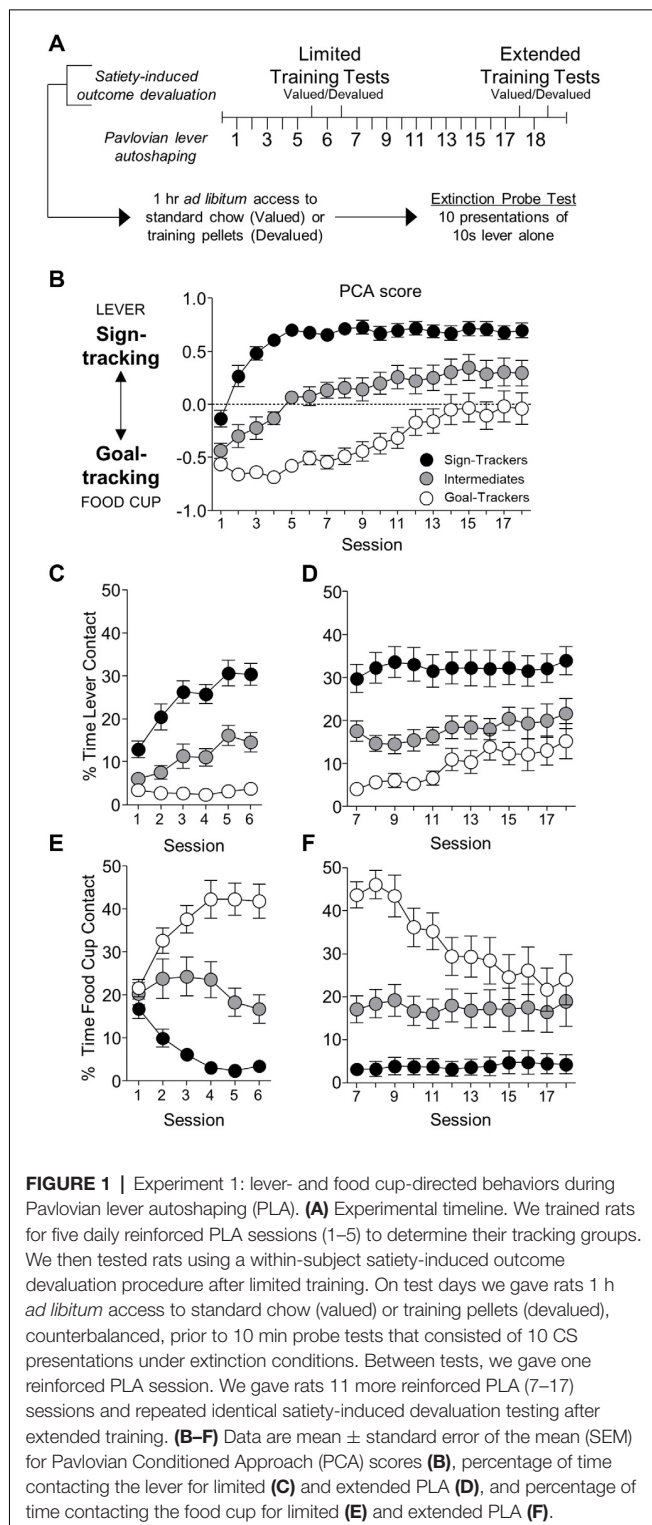 A
Limited
Training Tests
Valued/Devalued
Extended
Training Tests
Valued/Devalued
Satiety-induced
outcome devaluation
Pavlovian lever
autoshaping
1 3 4 5 6 7 9 11 13 15 17 18
1 hr ad libitum access to
standard chow (Valued) or
training pellets (Devalued)
Extinction Probe Test
10 presentations of
10s lever alone
B
PCA score
LEVER
Sign-
tracking
Goal-
tracking
FOOD CUP
1.0
0.5
0.0
-0.5
-1.0
Sign-Trackers
Intermediates
Goal-Trackers
1 3 5 7 9 11 13 15 17
Session
C
% Time Lever Contact
50
40
30
20
10
0
1 2 3 4 5 6
Session
D
50
40
30
20
10
0
7 9 11 13 15 17
Session
E
% Time Food Cup Contact
50
40
30
20
10
0
1 2 3 4 5 6
Session
F
50
40
30
20
10
0
7 9 11 13 15 17
Session
FIGURE 1 | Experiment 1: lever- and food cup-directed behaviors during
Pavlovian lever autoshaping (PLA). (A) Experimental timeline. We trained rats
for five daily reinforced PLA sessions (1–5) to determine their tracking groups.
We then tested rats using a within-subject satiety-induced outcome
devaluation procedure after limited training. On test days we gave rats 1 h
ad libitum access to standard chow (valued) or training pellets (devalued),
counterbalanced, prior to 10 min probe tests that consisted of 10 CS
presentations under extinction conditions. Between tests, we gave one
reinforced PLA session. We gave rats 11 more reinforced PLA (7–17)
sessions and repeated identical satiety-induced devaluation testing after
extended training. (B–F) Data are mean ± standard error of the mean (SEM)
for Pavlovian Conditioned Approach (PCA) scores (B), percentage of time
contacting the lever for limited (C) and extended PLA (D), and percentage of
time contacting the food cup for limited (E) and extended PLA (F).